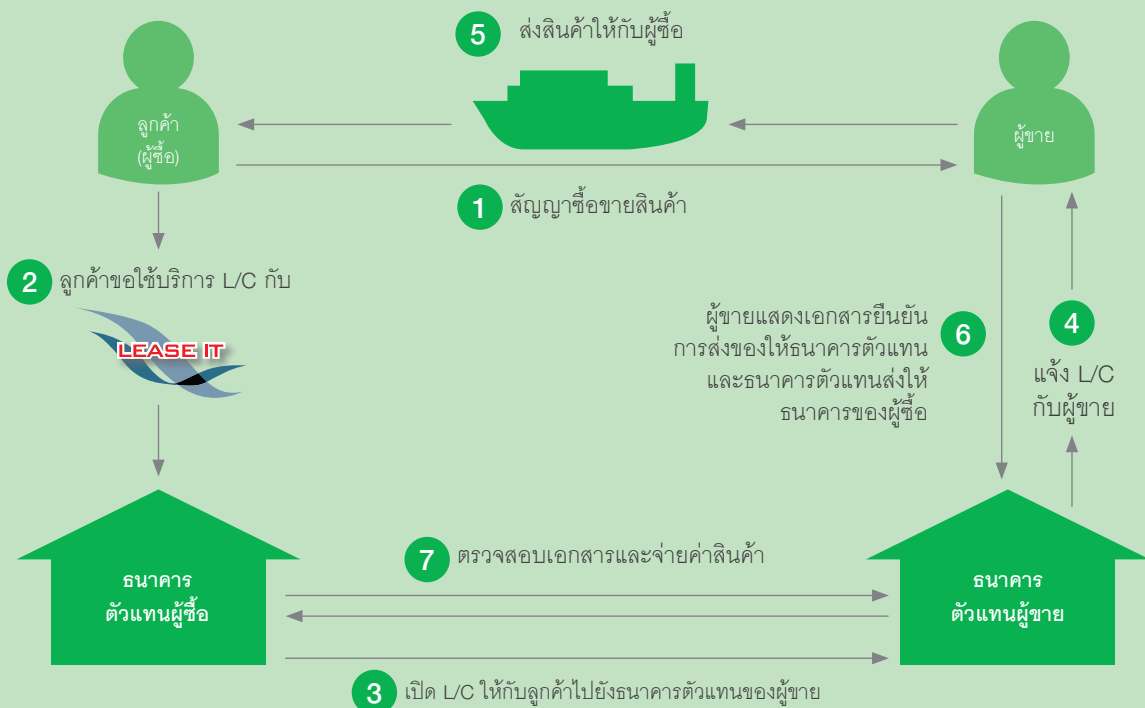 5 ส่งสินค้าให้กับผู้ซื้อ
ลูกค้า
(ผู้ซื้อ)
ผู้ขาย
1 สัญญาซื้อขายสินค้า
2 ลูกค้าขอใช้บริการ L/C กับ
LEASE IT
ผู้ขายแสดงเอกสารยืนยัน
การส่งของให้ธนาคารตัวแทน
และธนาคารตัวแทนส่งให้
ธนาคารของผู้ซื้อ
6
4
แจ้ง L/C
กับผู้ขาย
7 ตรวจสอบเอกสารและจ่ายค่าสินค้า
ธนาคาร
ตัวแทนผู้ซื้อ
ธนาคาร
ตัวแทนผู้ขาย
3 เปิด L/C ให้กับลูกค้าไปยังธนาคารตัวแทนของผู้ขาย